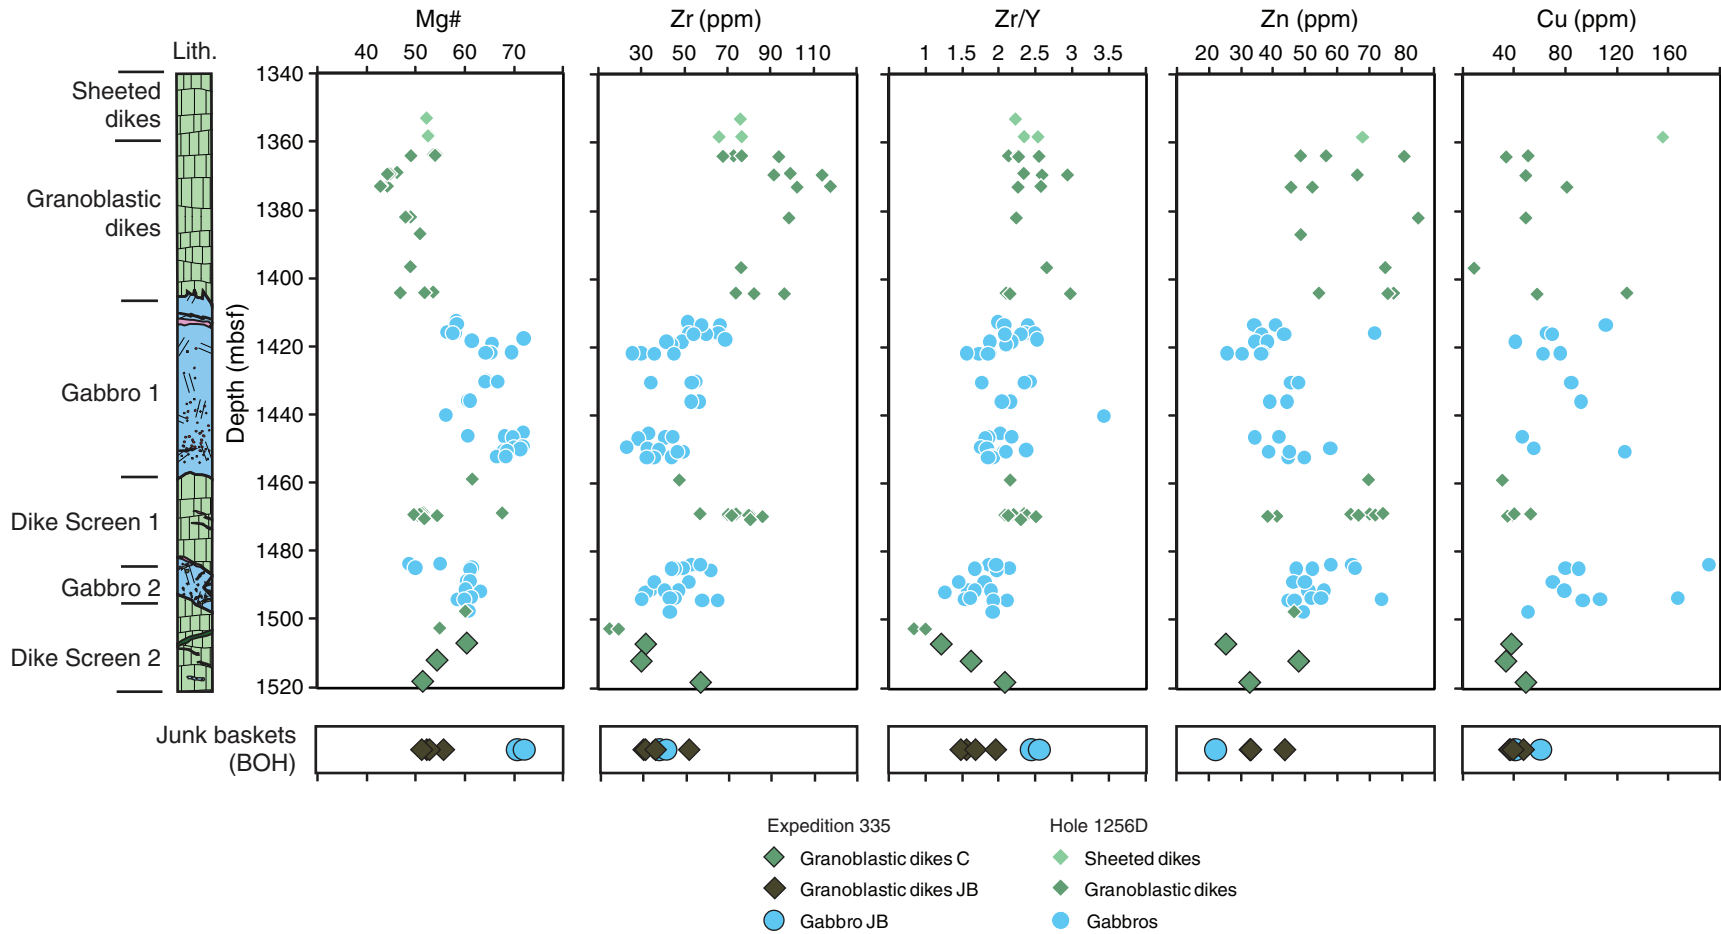 Mg# Zr (ppm) Zr/Y Zn (ppm) Cu (ppm)
Lith. 40 50 60 70 30 50 70 90 110 1 1.5 2 2.5 3 3.5 20 30 40 50 60 70 80 40 80 120 160
1340
Sheeted
dikes
1360
Granoblastic
dikes
1380
1400
Depth (mbsf)
1420
Gabbro 1
1440
1460
Dike Screen 1
1480
Gabbro 2
1500
Dike Screen 2
1520
Junk baskets
(BOH)
Expedition 335 Hole 1256D
Granoblastic dikes C Sheeted dikes
Granoblastic dikes JB Granoblastic dikes
Gabbro JB Gabbros